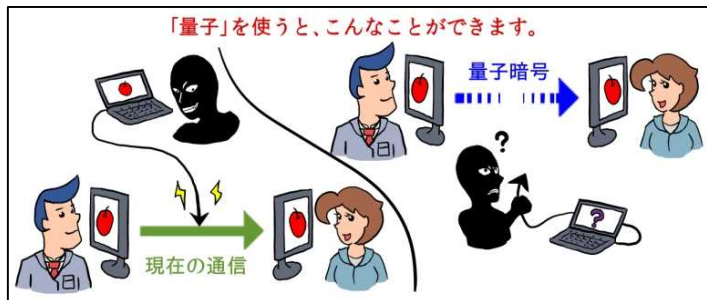 「量子」を使うと、こんなことができます。
量子暗号
?
?
現在の通信